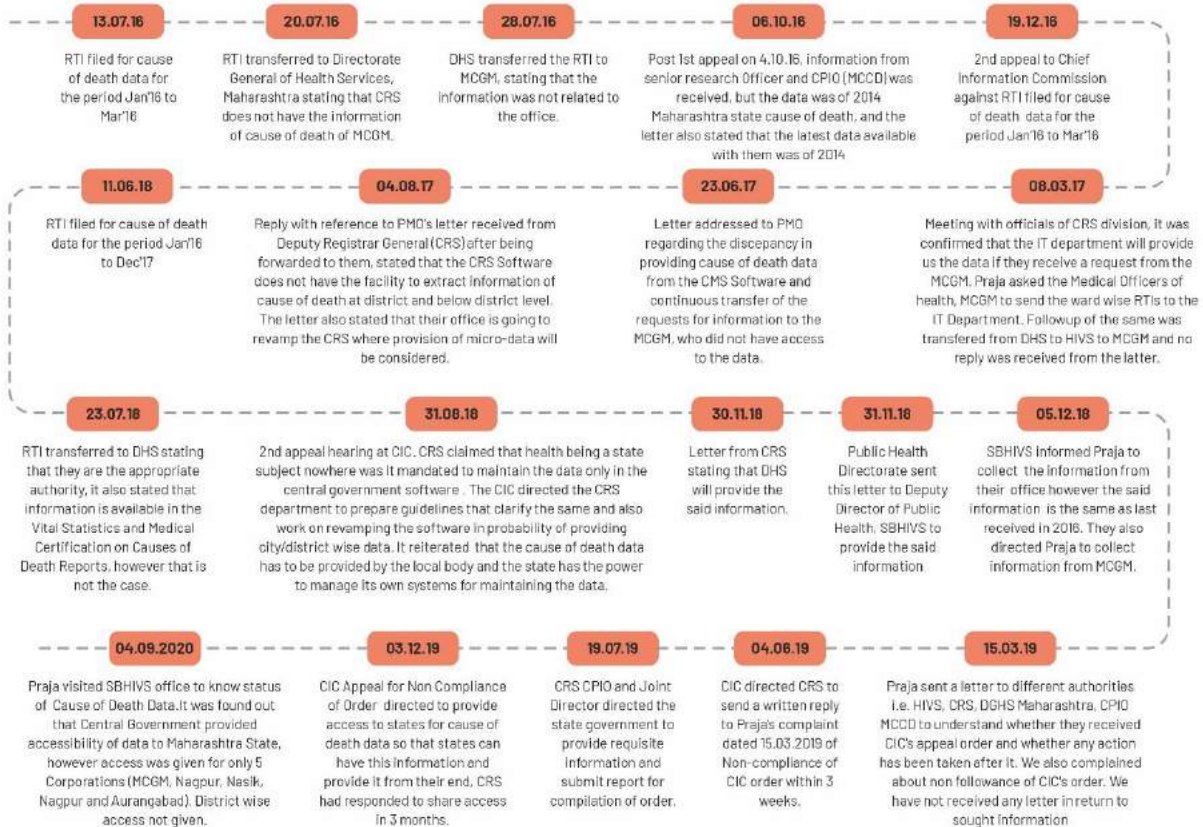 13.07.16
RTI filed for cause
of death data for
the period Jan'16 to
Mar'16
20.07.16
RTI transferred to Directorate
General of Health Services,
Maharashtra stating that CRS
does not have the information
of cause of death of MCGM.
28.07.16
DHS transferred the RTI to
MCGM, stating that the
information was not related to
the office.
06.10.16
Post 1st appeal on 4.10.16, information from
senior research Officer and CPIO (MCCD) was
received, but the data was of 2014
Maharashtra state cause of death, and the
letter also stated that the latest data available
with them was of 2014
19.12.16
2nd appeal to Chief
Information Commission
against RTI filed for cause
of death data for the
period Jan'16 to Mar'16
08.03.17
Meeting with officials of CRS division, it was
confirmed that the IT department will provide
us the data if they receive a request from the
MCGM. Praja asked the Medical Officers of
health, MCGM to send the ward wise RTIs to the
IT Department. Followup of the same was
transfered from DHS to HIVS to MCGM and no
reply was received from the latter.
23.06.17
Letter addressed to PMO
regarding the discepancy in
providing cause of death data
from the CMS Software and
continuous transfer of the
requests for information to the
MCGM, who did not have access
to the data.
04.08.17
Reply with reference to PMO's letter received from
Deputy Registrar General (CRS) after being
forwarded to them, stated that the CRS Software
does not have the facility to extract information of
cause of death at district and below district level.
The letter also stated that their office is going to
revamp the CRS where provision of micro-data will
be considered.
11.06.18
RTI filed for cause of death
data for the period Jan'16
to Dec'17
23.07.18
RTI transferred to DHS stating
that they are the appropriate
authority, it also stated that
information is available in the
Vital Statistics and Medical
Certification on Causes of
Death Reports, however that is
not the case.
31.08.18
2nd appeal hearing at CIC. CRS claimed that health being a state
subject nowhere was it mandated to maintain the data only in the
central government software . The CIC directed the CRS
department to prepare guidelines that clarify the same and also
work on revamping the software in probability of providing
city/district wise data. It reiterated that the cause of death data
has to be provided by the local body and the state has the power
to manage its own systems for maintaining the data.
30.11.18
Letter from CRS
stating that DHS
will provide the
said information.
31.11.18
Public Health
Directorate sent
this letter to Deputy
Director of Public
Health, SBHIVS to
provide the said
information
05.12.18
SBHIVS informed Praja to
collect the information from
their office however the said
information is the same as last
received in 2016. They also
directed Praja to collect
information from MCGM.
15.03.19
Praja sent a letter to different authorities
i.e. HIVS, CRS, DGHS Maharashtra, CPIO
MCCD to understand whether they received
CIC's appeal order and whether any action
has been taken after it. We also complained
about non followance of CIC's order. We
have not received any letter in return to
sought information
04.06.19
CIC directed CRS to
send a written reply
to Praja's complaint
dated 15.03.2019 of
Non-compliance of
CIC order within 3
weeks.
19.07.19
CRS CPIO and Joint
Director directed the
state government to
provide requisite
information and
submit report for
compilation of order.
03.12.19
CIC Appeal for Non Compliance
of Order directed to provide
access to states for cause of
death data so that states can
have this information and
provide it from their end, CRS
had responded to share access
in 3 months.
04.09.2020
Praja visited SBHIVS office to know status
of Cause of Death Data.It was found out
that Central Government provided
accessibility of data to Maharashtra State,
however access was given for only 5
Corporations (MCGM, Nagpur, Nasik,
Nagpur and Aurangabad). District wise
access not given.